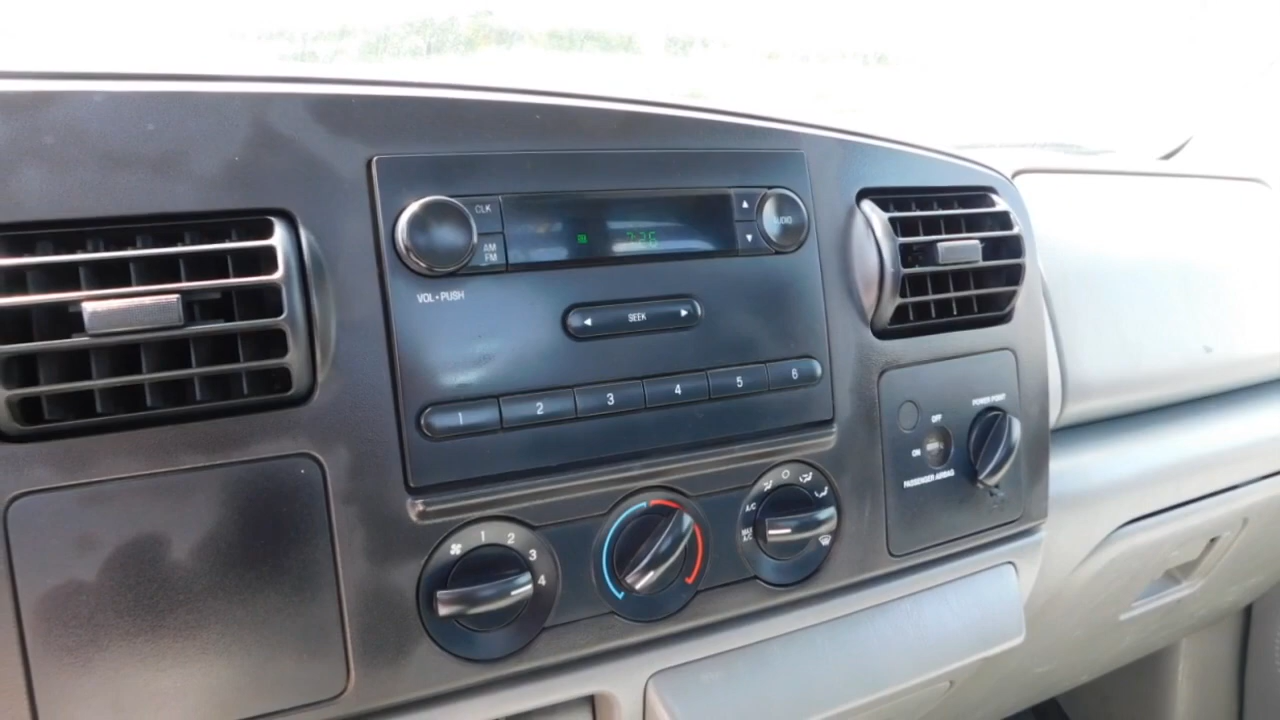 CLK
AM
FM
7:26
AUDIO
VOL • PUSH
SEEK
1 2 3 4 5 6
1 2 3 4
A/C
MAX
A/C
POWER POINT
OFF
ON
PASSENGER AIRBAG